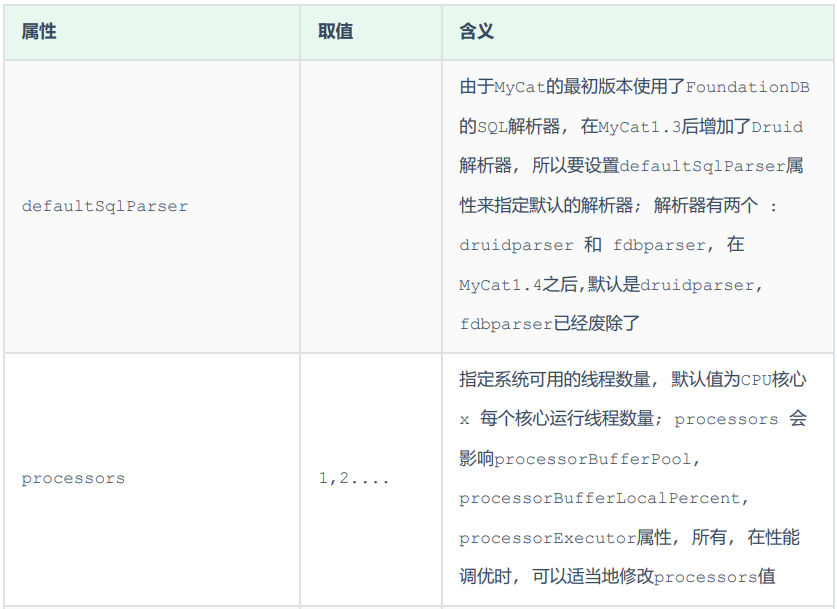 属性 取值 含义
由于MyCat的最初版本使用了FoundationDB
的SQL解析器, 在MyCat1.3后增加了Druid
解析器, 所以要设置defaultSqlParser属
defaultSqlParser
性来指定默认的解析器; 解析器有两个 :
druidparser 和 fdbparser, 在
MyCat1.4之后,默认是druidparser,
fdbparser已经废除了
指定系统可用的线程数量, 默认值为CPU核心
x 每个核心运行线程数量; processors 会
影响processorBufferPool,
processors 1,2....
processorBufferLocalPercent,
processorExecutor属性, 所有, 在性能
调优时, 可以适当地修改processors值